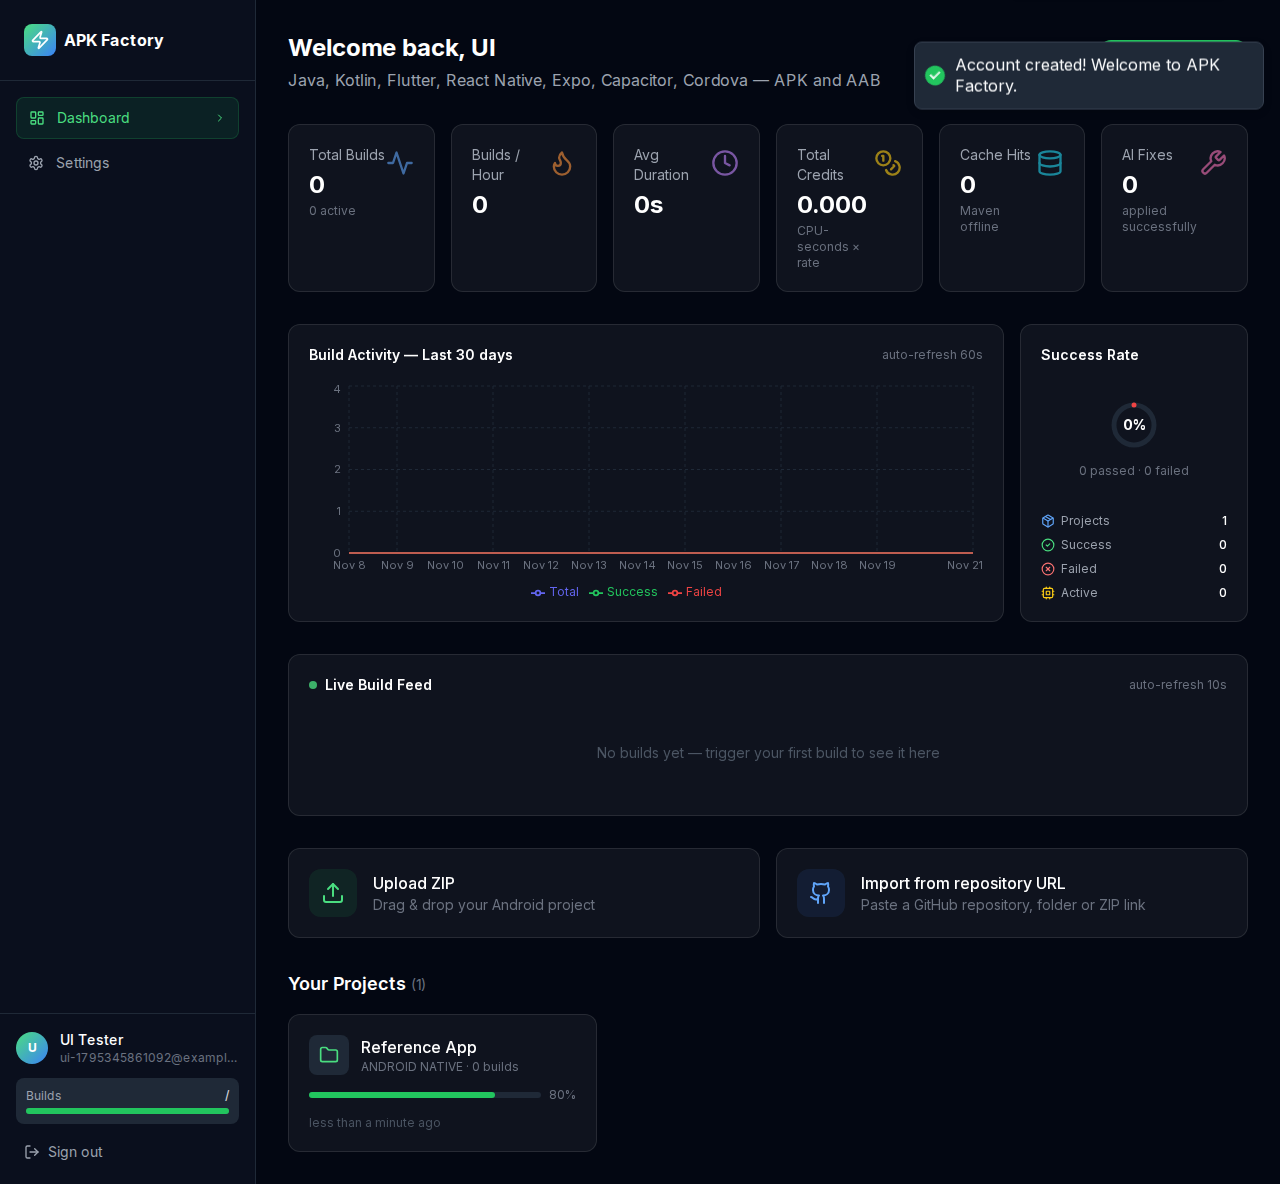 APK Factory
Dashboard
Settings
UI Tester
ui-1795345861092@exampl...
Builds /
Sign out
Welcome back, UI
Java, Kotlin, Flutter, React Native, Expo, Capacitor, Cordova — APK and AAB
Account created! Welcome to APK
Factory.
Total Builds
0
0 active
Builds /
Hour
0
Avg
Duration
0s
Total
Credits
0.000
CPU-
seconds ×
rate
Cache Hits
0
Maven
offline
AI Fixes
0
applied
successfully
Build Activity — Last 30 days
auto-refresh 60s
4
3
2
1
0
Nov 8 Nov 9 Nov 10 Nov 11 Nov 12 Nov 13 Nov 14 Nov 15 Nov 16 Nov 17 Nov 18 Nov 19 Nov 21
Total Success Failed
Success Rate
0%
0 passed · 0 failed
Projects 1
Success 0
Failed 0
Active 0
Live Build Feed
auto-refresh 10s
No builds yet — trigger your first build to see it here
Upload ZIP
Drag & drop your Android project
Import from repository URL
Paste a GitHub repository, folder or ZIP link
Your Projects (1)
Reference App
ANDROID NATIVE · 0 builds
80%
less than a minute ago
U